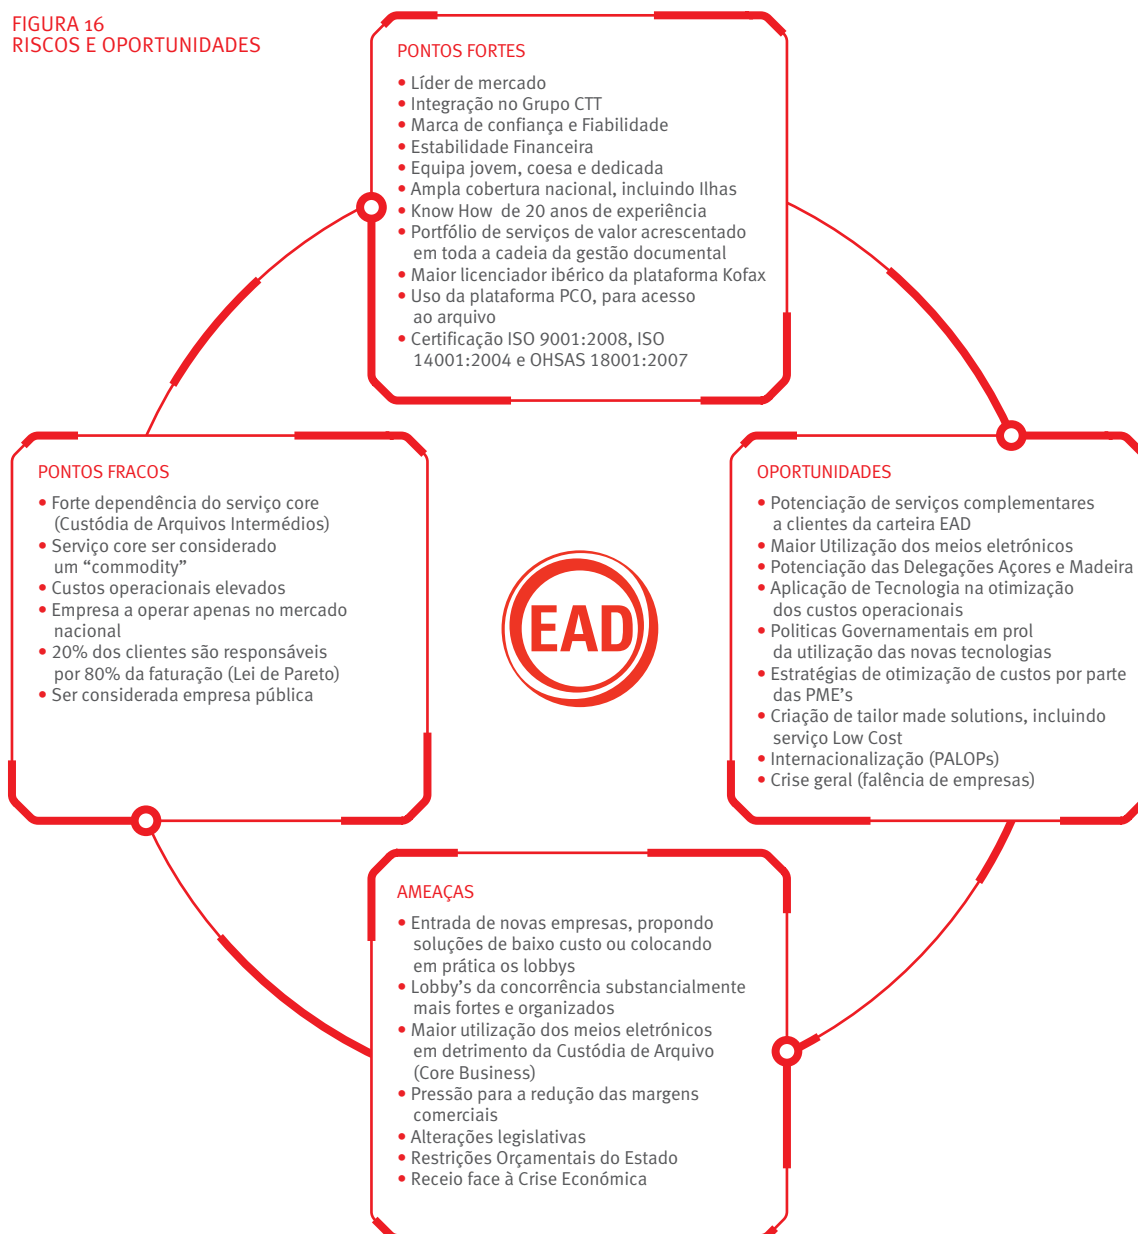 FIGURA 16
RISCOS E OPORTUNIDADES
PONTOS FORTES
• Líder de mercado
• Integração no Grupo CTT
• Marca de confiança e Fiabilidade
• Estabilidade Financeira
• Equipa jovem, coesa e dedicada
• Ampla cobertura nacional, incluindo Ilhas
• Know How de 20 anos de experiência
• Portfólio de serviços de valor acrescentado
em toda a cadeia da gestão documental
• Maior licenciador ibérico da plataforma Kofax
• Uso da plataforma PCO, para acesso
ao arquivo
• Certificação ISO 9001:2008, ISO
14001:2004 e OHSAS 18001:2007
PONTOS FRACOS
• Forte dependência do serviço core
(Custódia de Arquivos Intermédios)
• Serviço core ser considerado
um “commodity”
• Custos operacionais elevados
• Empresa a operar apenas no mercado
nacional
• 20% dos clientes são responsáveis
por 80% da faturação (Lei de Pareto)
• Ser considerada empresa pública
EAD
OPORTUNIDADES
• Potenciação de serviços complementares
a clientes da carteira EAD
• Maior Utilização dos meios eletrónicos
• Potenciação das Delegações Açores e Madeira
• Aplicação de Tecnologia na otimização
dos custos operacionais
• Politicas Governamentais em prol
da utilização das novas tecnologias
• Estratégias de otimização de custos por parte
das PME’s
• Criação de tailor made solutions, incluindo
serviço Low Cost
• Internacionalização (PALOPs)
• Crise geral (falência de empresas)
AMEAÇAS
• Entrada de novas empresas, propondo
soluções de baixo custo ou colocando
em prática os lobbys
• Lobby’s da concorrência substancialmente
mais fortes e organizados
• Maior utilização dos meios eletrónicos
em detrimento da Custódia de Arquivo
(Core Business)
• Pressão para a redução das margens
comerciais
• Alterações legislativas
• Restrições Orçamentais do Estado
• Receio face à Crise Económica